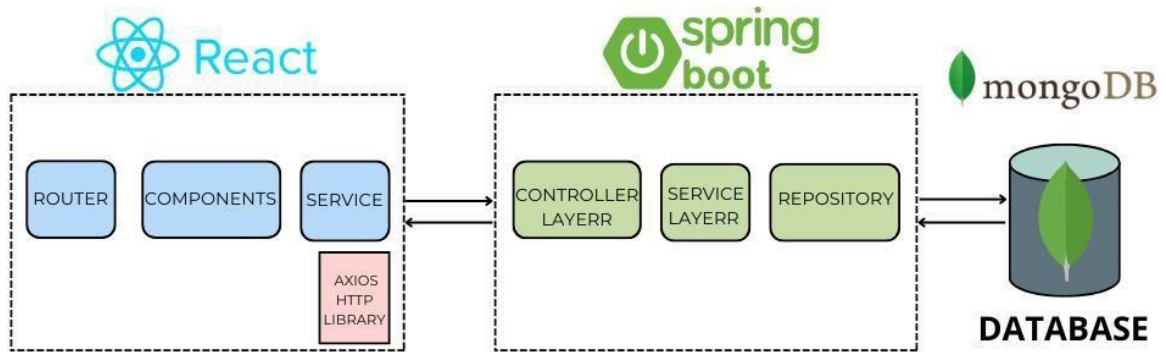 React
spring
boot
mongoDB
ROUTER
COMPONENTS
SERVICE
AXIOS
HTTP
LIBRARY
CONTROLLER
LAYERR
SERVICE
LAYERR
REPOSITORY
DATABASE